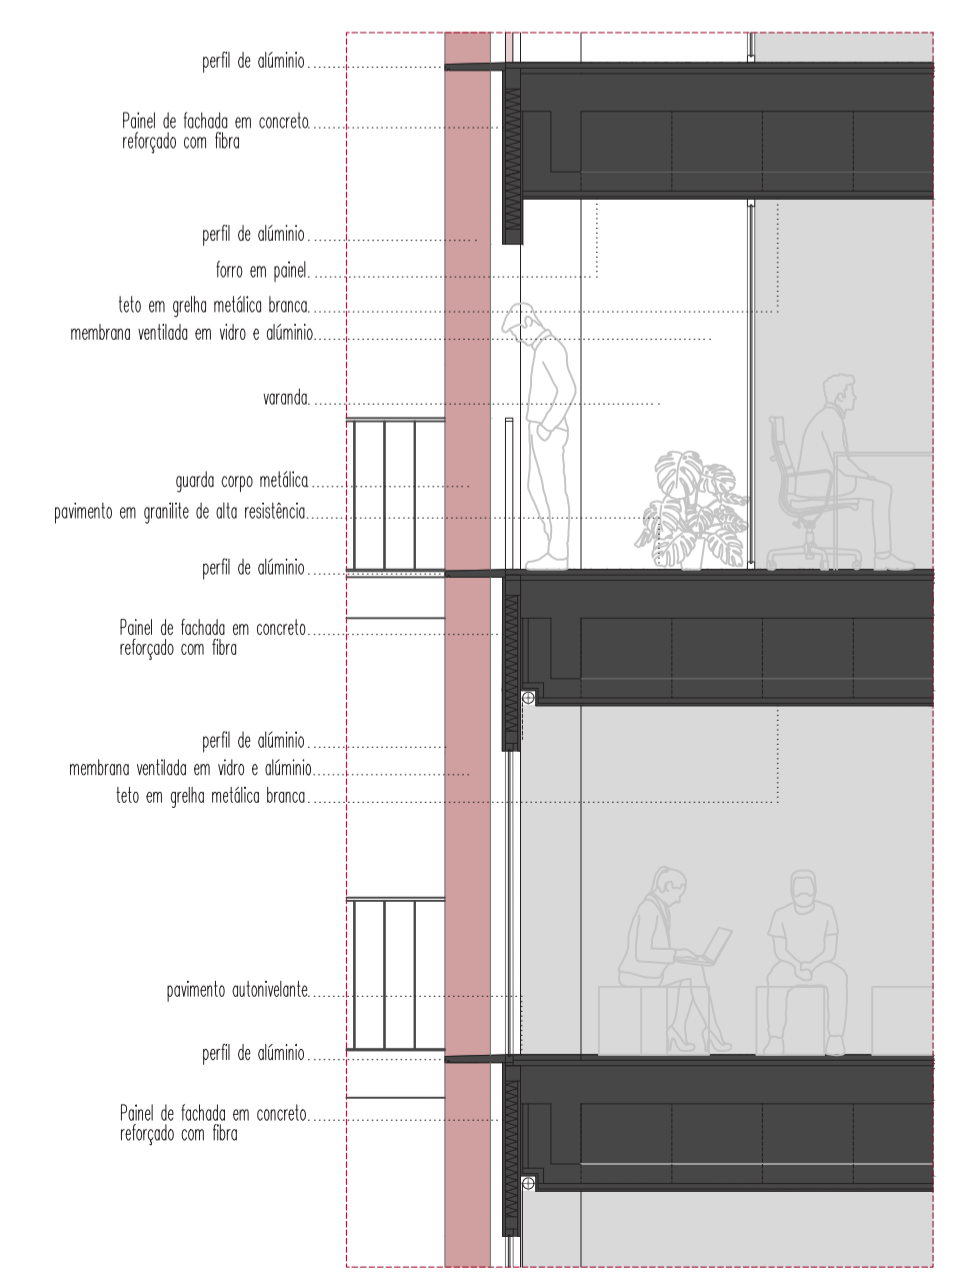 perfil de alúminio
Painel de fachada em concreto
reforçado com fibra
perfil de alúminio
forro em painel
teto em grelha metálica branca
membrana ventilada em vidro e alúminio
varanda
guarda corpo metálica
pavimento em granilite de alta resistência
perfil de alúminio
Painel de fachada em concreto
reforçado com fibra
perfil de alúminio
membrana ventilada em vidro e alúminio
teto em grelha metálica branca
pavimento autonivelante
perfil de alúminio
Painel de fachada em concreto
reforçado com fibra